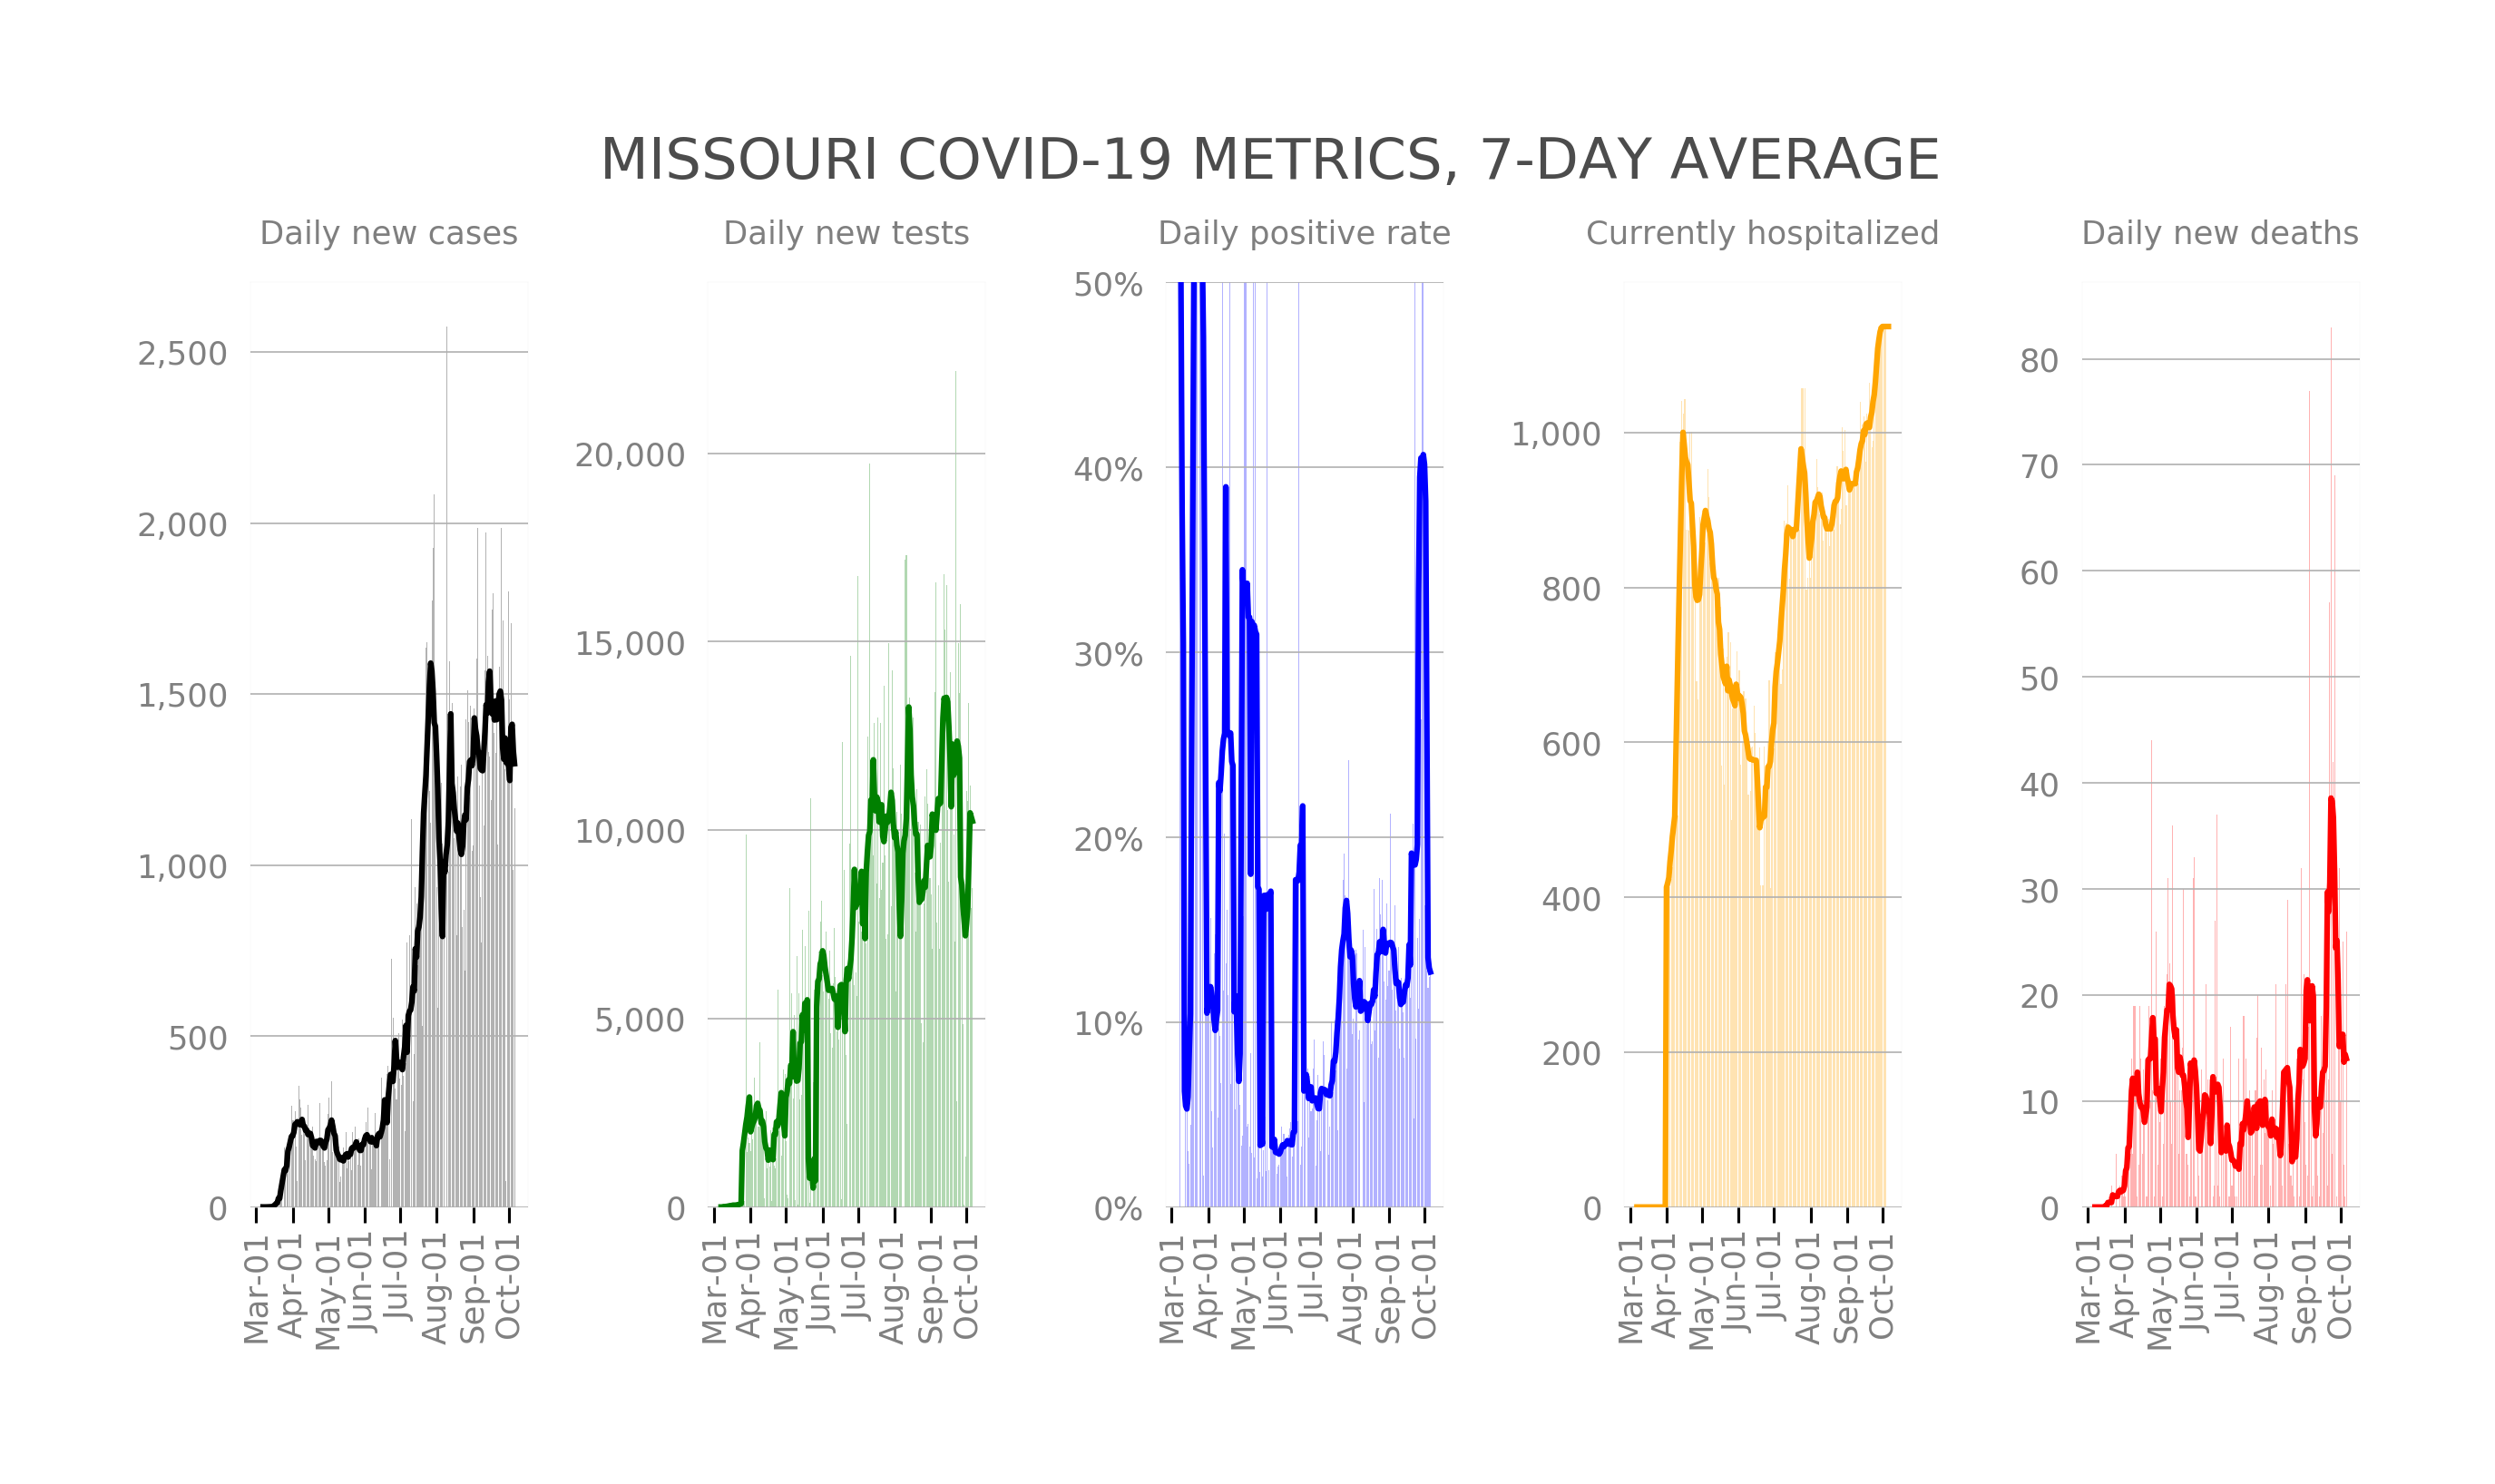 MISSOURI COVID-19 METRICS, 7-DAY AVERAGE
Daily new cases
2,500
2,000
1,500
1,000
500
0
Mar-01
Apr-01
May-01
Jun-01
Jul-01
Aug-01
Sep-01
Oct-01
Daily new tests
20,000
15,000
10,000
5,000
0
Mar-01
Apr-01
May-01
Jun-01
Jul-01
Aug-01
Sep-01
Oct-01
Daily positive rate
50%
40%
30%
20%
10%
0%
Mar-01
Apr-01
May-01
Jun-01
Jul-01
Aug-01
Sep-01
Oct-01
Currently hospitalized
1,000
800
600
400
200
0
Mar-01
Apr-01
May-01
Jun-01
Jul-01
Aug-01
Sep-01
Oct-01
Daily new deaths
80
70
60
50
40
30
20
10
0
Mar-01
Apr-01
May-01
Jun-01
Jul-01
Aug-01
Sep-01
Oct-01